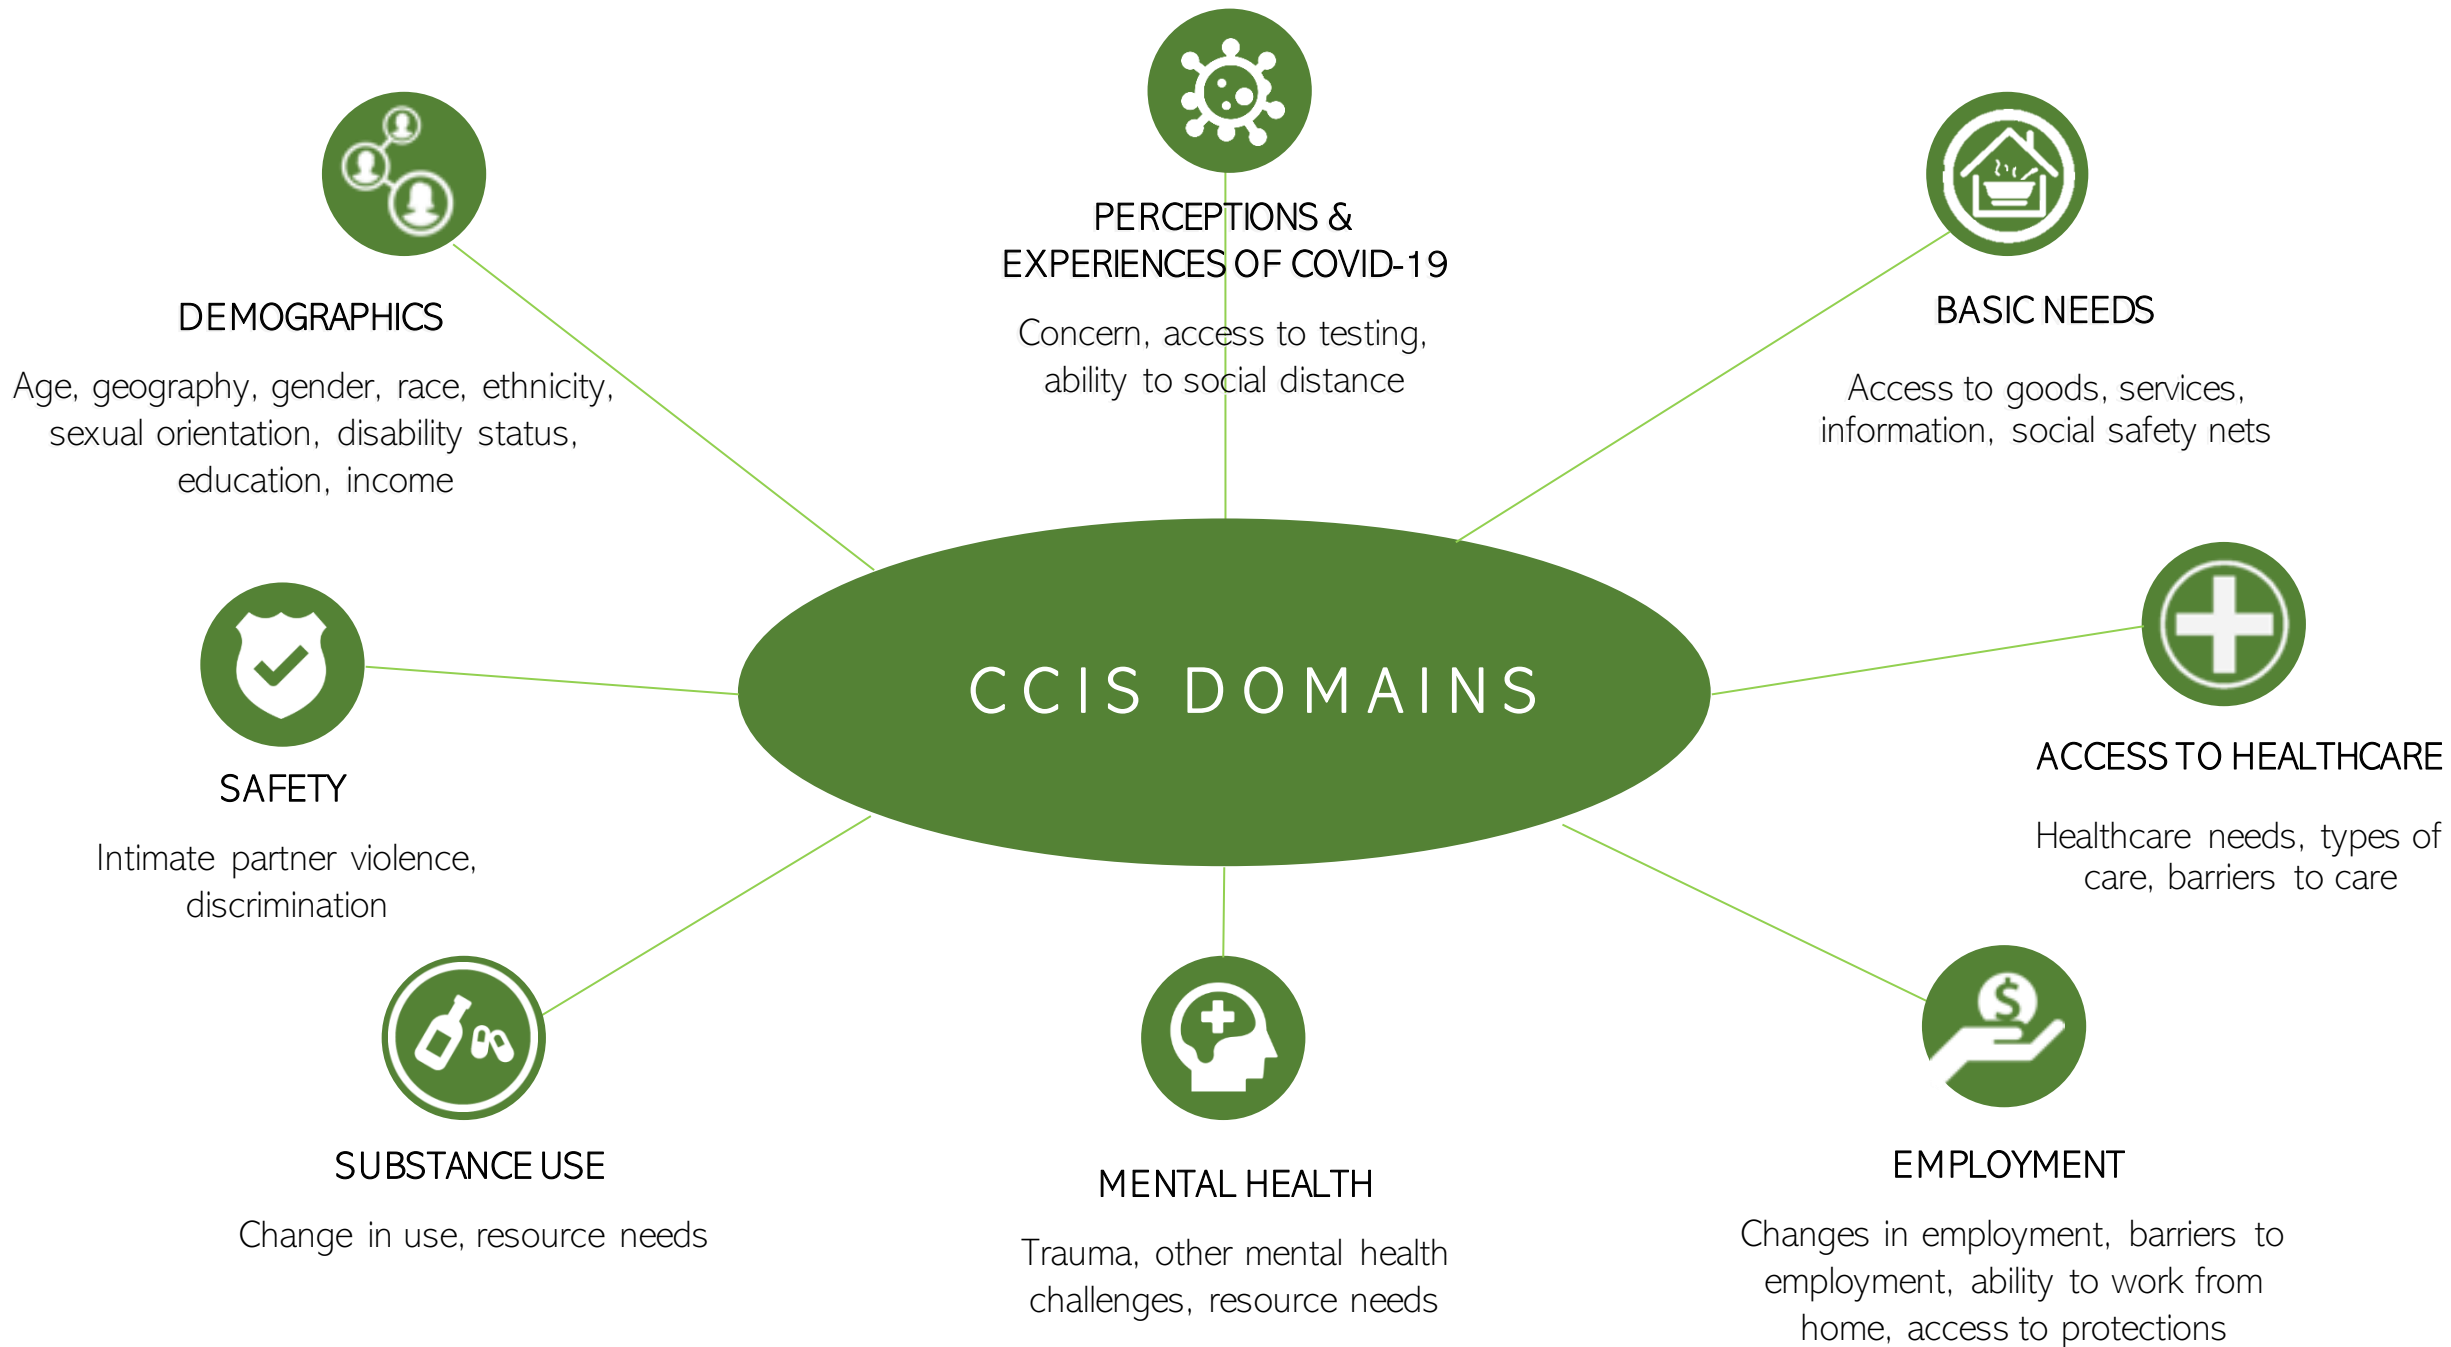 PERCEPTIONS &
EXPERIENCES OF COVID-19
Concern, access to testing,
ability to social distance
DEMOGRAPHICS
Age, geography, gender, race, ethnicity,
sexual orientation, disability status,
education, income
BASIC NEEDS
Access to goods, services,
information, social safety nets
CCIS DOMAINS
SAFETY
Intimate partner violence,
discrimination
ACCESS TO HEALTHCARE
Healthcare needs, types of
care, barriers to care
SUBSTANCE USE
Change in use, resource needs
MENTAL HEALTH
Trauma, other mental health
challenges, resource needs
$
EMPLOYMENT
Changes in employment, barriers to
employment, ability to work from
home, access to protections